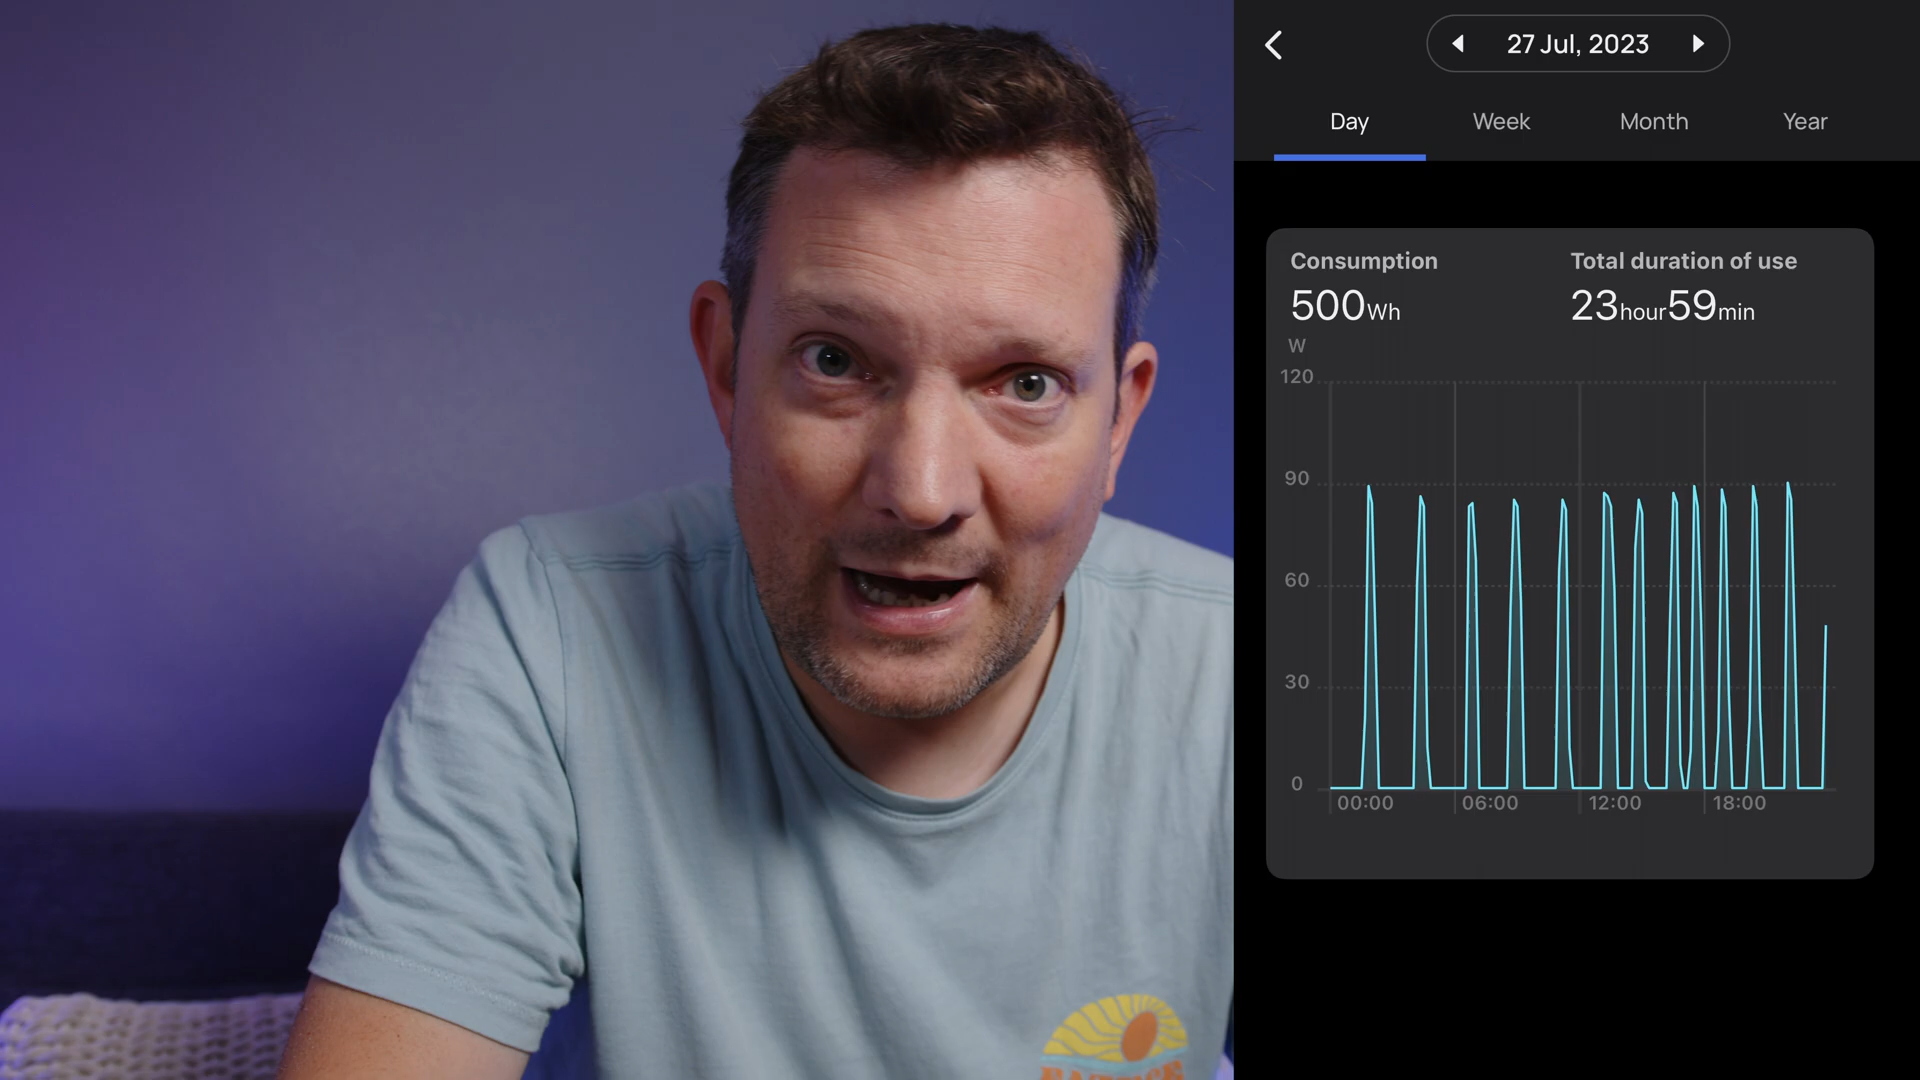 27 Jul, 2023
Day Week Month Year
Consumption Total duration of use
500Wh 23hour59min
W
120
90
60
30
0
00:00 06:00 12:00 18:00